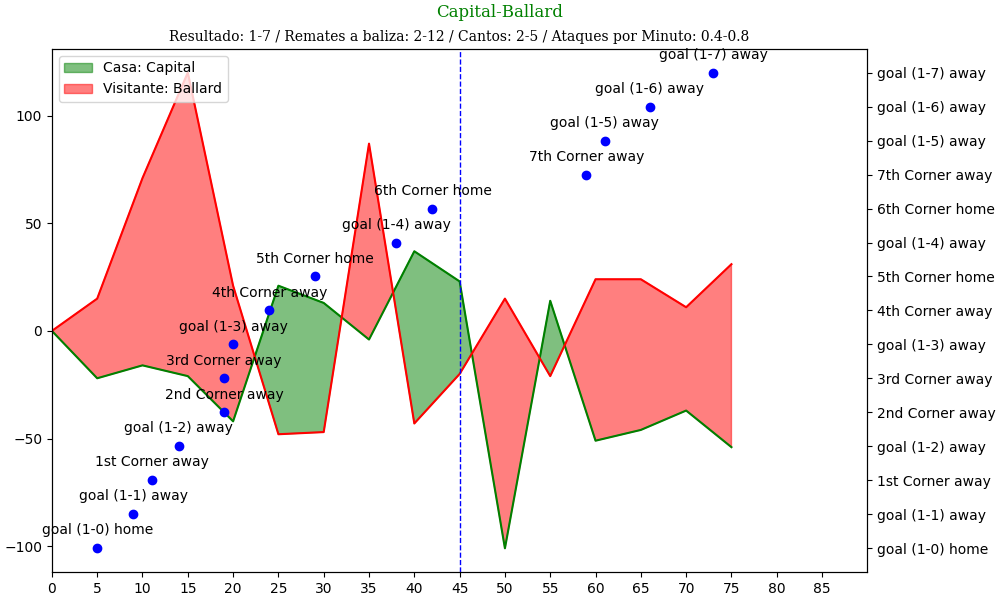 Capital-Ballard
Resultado: 1-7 / Remates a baliza: 2-12 / Cantos: 2-5 / Ataques por Minuto: 0.4-0.8
Casa: Capital
Visitante: Ballard
goal (1-7) away
goal (1-6) away
goal (1-5) away
7th Corner away
6th Corner home
goal (1-4) away
5th Corner home
4th Corner away
goal (1-3) away
3rd Corner away
2nd Corner away
goal (1-2) away
1st Corner away
goal (1-1) away
goal (1-0) home
100
50
0
−50
−100
goal (1-7) away
goal (1-6) away
goal (1-5) away
7th Corner away
6th Corner home
goal (1-4) away
5th Corner home
4th Corner away
goal (1-3) away
3rd Corner away
2nd Corner away
goal (1-2) away
1st Corner away
goal (1-1) away
goal (1-0) home
0 5 10 15 20 25 30 35 40 45 50 55 60 65 70 75 80 85